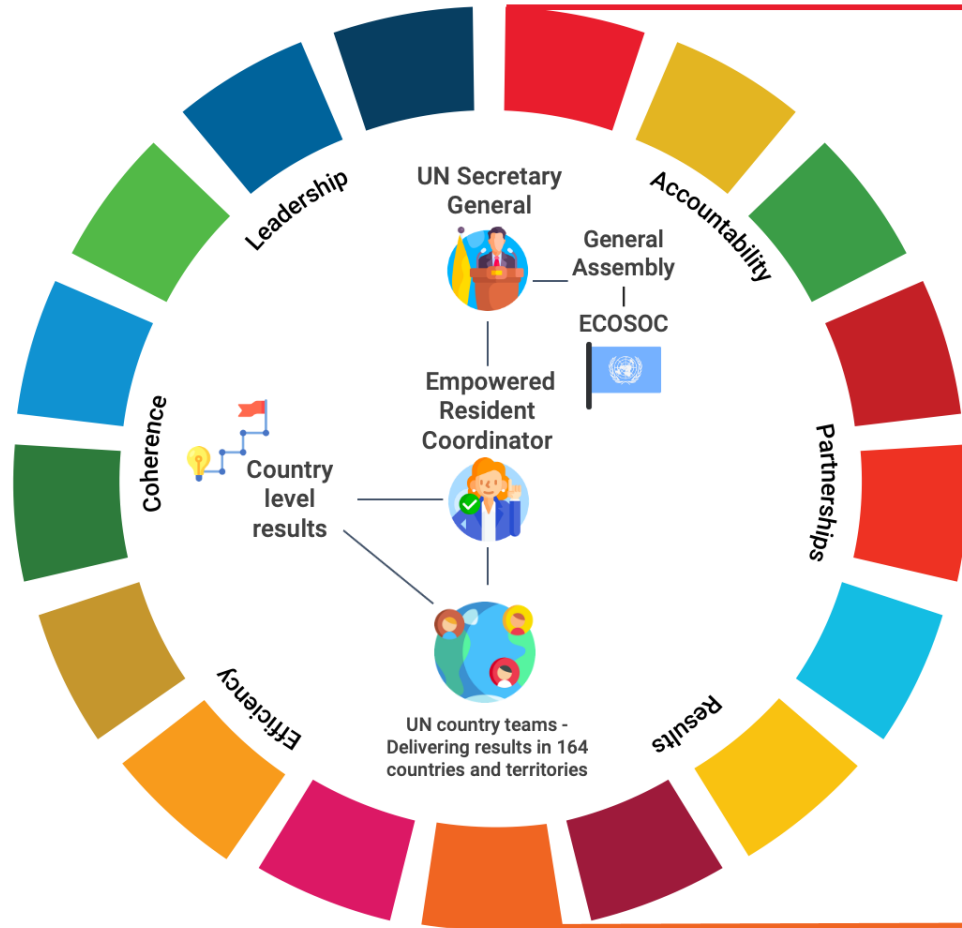 Leadership
Accountability
UN Secretary
General
General
Assembly
ECOSOC
Empowered
Resident
Coordinator
Coherence
Country
level
results
Partnerships
Efficiency
Results
UN country teams -
Delivering results in 164
countries and territories